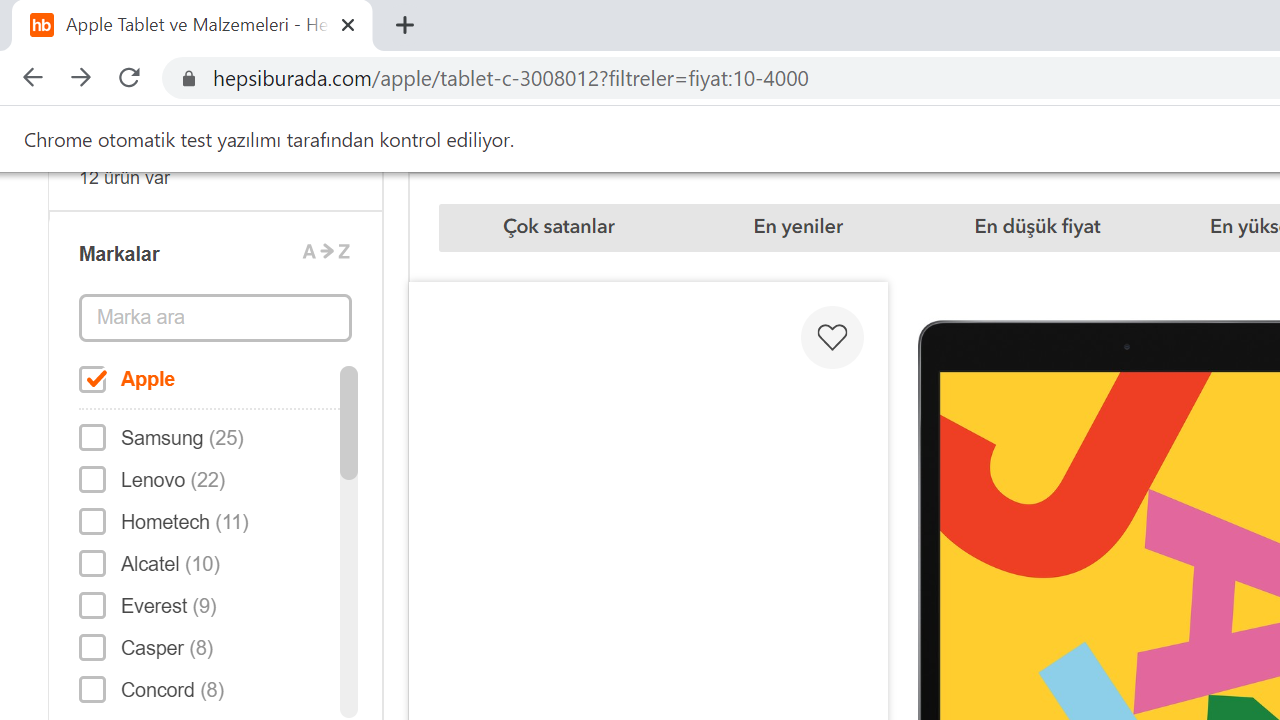 hb Apple Tablet ve Malzemeleri - He
hepsiburada.com/apple/tablet-c-3008012?filtreler=fiyat:10-4000
Chrome otomatik test yazılımı tarafından kontrol ediliyor.
12 ürün var
Çok satanlar En yeniler En düşük fiyat En yükse
Markalar A→Z
Marka ara
Apple
Samsung (25)
Lenovo (22)
Hometech (11)
Alcatel (10)
Everest (9)
Casper (8)
Concord (8)